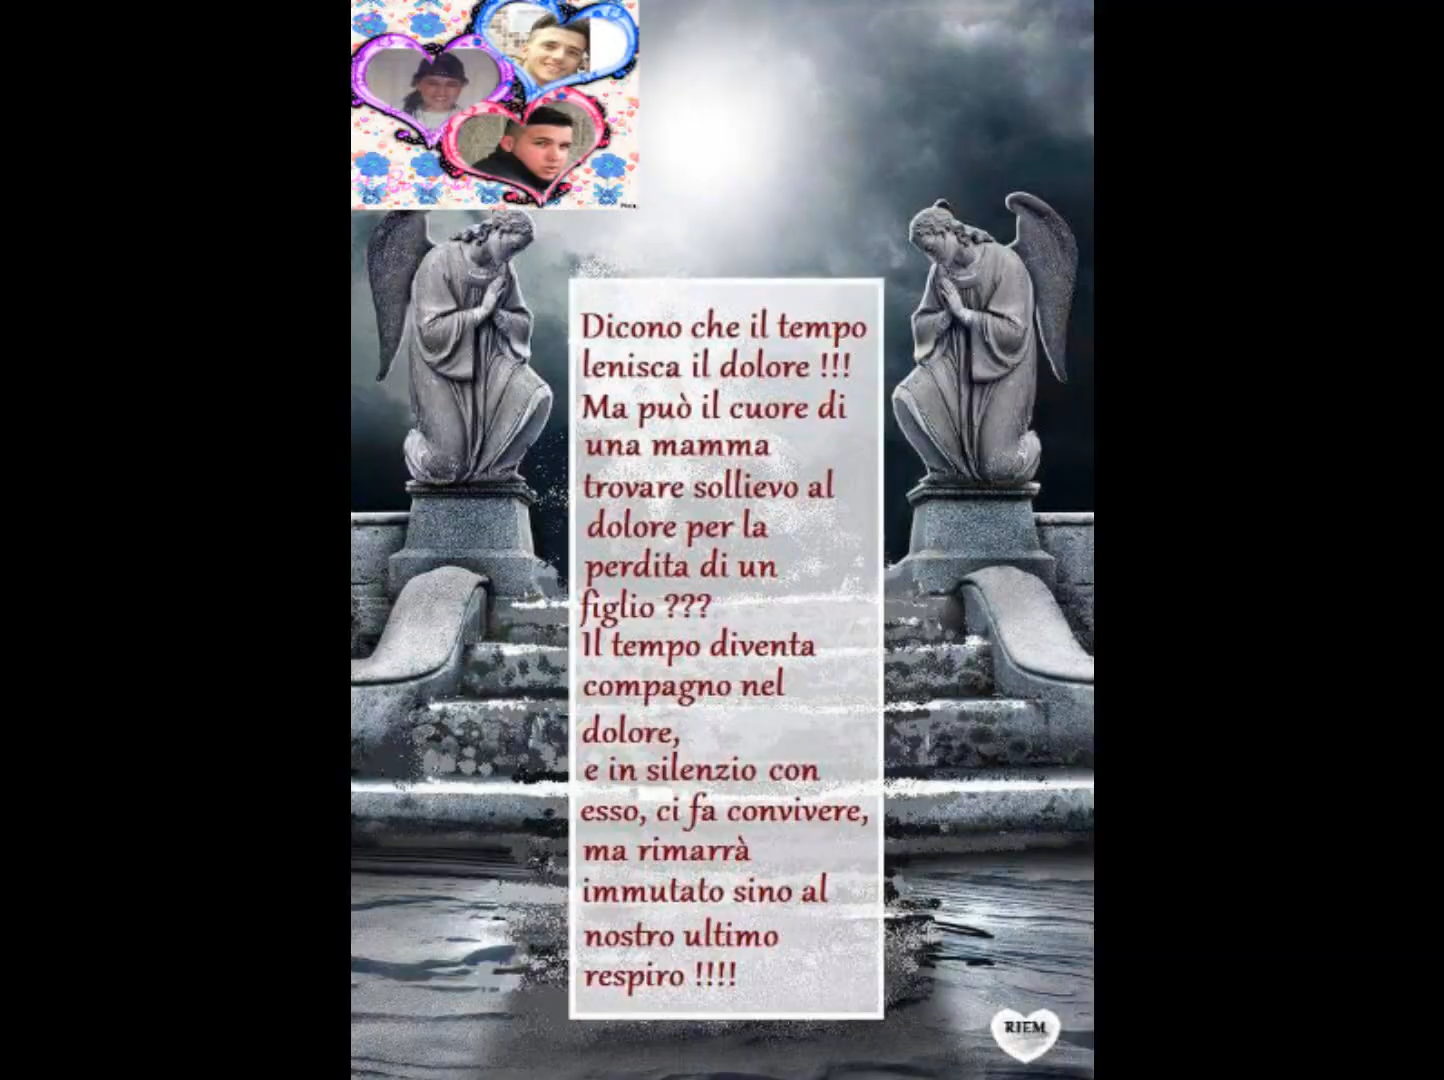 Dicono che il tempo
lenisca il dolore !!!
Ma può il cuore di
una mamma
trovare sollievo al
dolore per la
perdita di un
figlio ???
Il tempo diventa
compagno nel
dolore,
e in silenzio con
esso, ci fa convivere,
ma rimarrà
immutato sino al
nostro ultimo
respiro !!!!
RIEM